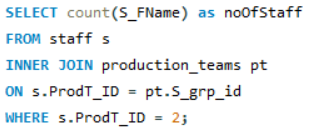 SELECT count(S_FName) as noOfStaff
FROM staff s
INNER JOIN production_teams pt
ON s.ProdT_ID = pt.S_grp_id
WHERE s.ProdT_ID = 2;